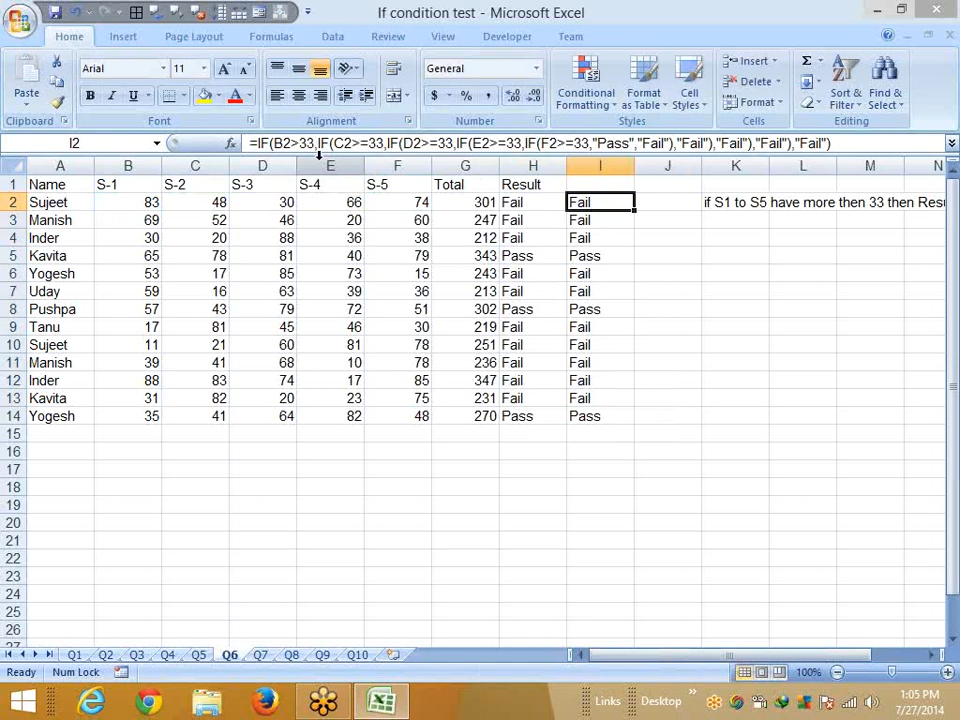 If condition test - Microsoft Excel
Home Insert Formulas Page Layout Formulas Data Review View Developer Team
Paste
Clipboard
Arial 11
B I U
Font
Alignment
General
$ % ,
Number
Conditional Formatting
Format as Table
Cell Styles
Styles
Insert
Delete
Format
Cells
Σ
Sort & Filter
Find & Select
Editing
I2 fx =IF(B2>33,IF(C2>=33,IF(D2>=33,IF(E2>=33,IF(F2>=33,"Pass","Fail"),"Fail"),"Fail"),"Fail"),"Fail")
A B C D E F G H I J K L M N
1 Name S-1 S-2 S-3 S-4 S-5 Total Result
2 Sujeet 83 48 30 66 74 301 Fail Fail if S1 to S5 have more then 33 then Resu
3 Manish 69 52 46 20 60 247 Fail Fail
4 Inder 30 20 88 36 38 212 Fail Fail
5 Kavita 65 78 81 40 79 343 Pass Pass
6 Yogesh 53 17 85 73 15 243 Fail Fail
7 Uday 59 16 63 39 36 213 Fail Fail
8 Pushpa 57 43 79 72 51 302 Pass Pass
9 Tanu 17 81 45 46 30 219 Fail Fail
10 Sujeet 11 21 60 81 78 251 Fail Fail
11 Manish 39 41 68 10 78 236 Fail Fail
12 Inder 88 83 74 17 85 347 Fail Fail
13 Kavita 31 82 20 23 75 231 Fail Fail
14 Yogesh 35 41 64 82 48 270 Pass Pass
15
16
17
18
19
20
21
22
23
24
25
26
27
Q1 Q2 Q3 Q4 Q5 Q6 Q7 Q8 Q9 Q10
Ready Num Lock 100%
Links Desktop » 1:05 PM
7/27/2014